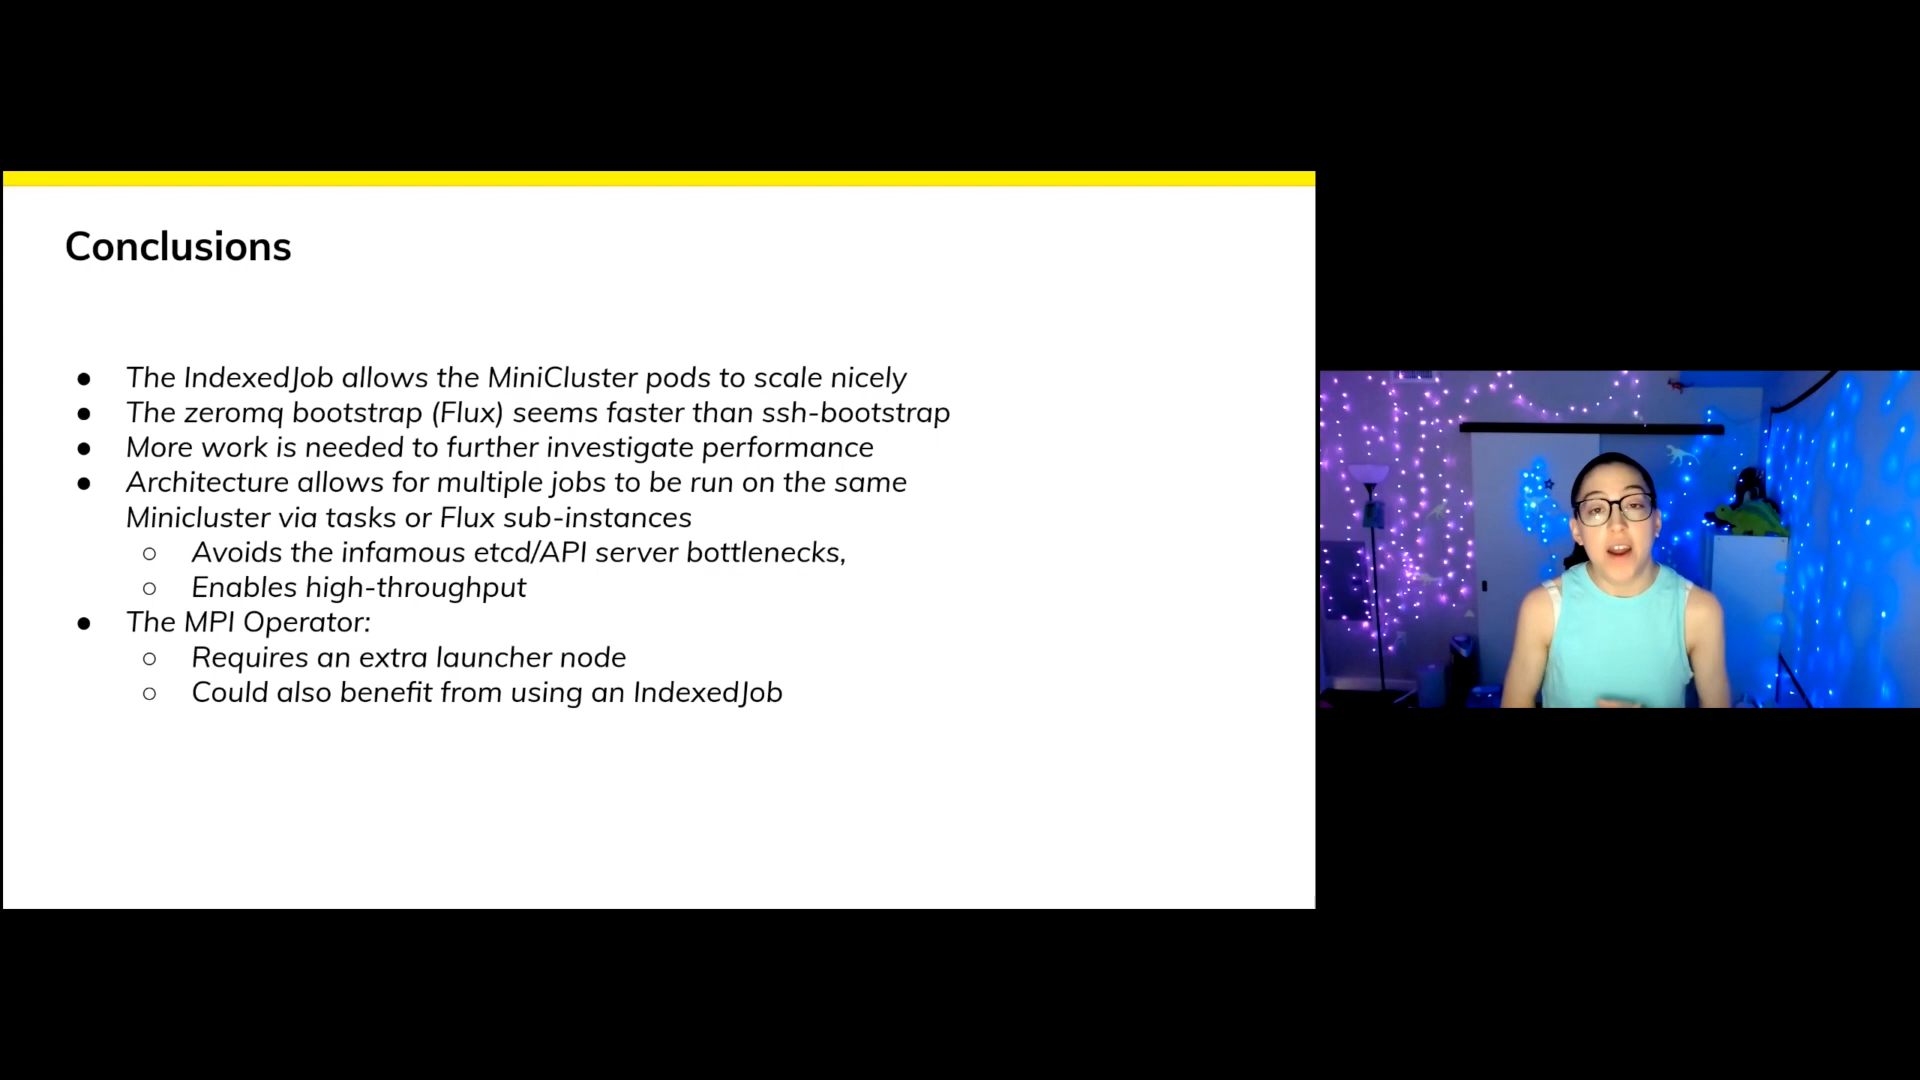 Conclusions
● The IndexedJob allows the MiniCluster pods to scale nicely
● The zeromq bootstrap (Flux) seems faster than ssh-bootstrap
● More work is needed to further investigate performance
● Architecture allows for multiple jobs to be run on the same
Minicluster via tasks or Flux sub-instances
○ Avoids the infamous etcd/API server bottlenecks,
○ Enables high-throughput
● The MPI Operator:
○ Requires an extra launcher node
○ Could also benefit from using an IndexedJob